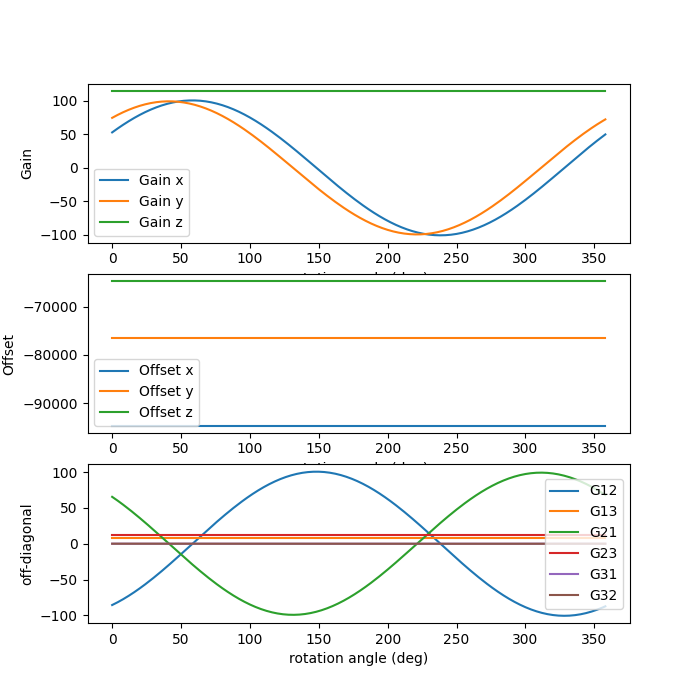 100
50
0
−50
−100
Gain
Gain x
Gain y
Gain z
0 50 100 150 200 250 300 350
−70000
−80000
−90000
Offset
Offset x
Offset y
Offset z
0 50 100 150 200 250 300 350
100
50
0
−50
−100
off-diagonal
G12
G13
G21
G23
G31
G32
0 50 100 150 200 250 300 350
rotation angle (deg)